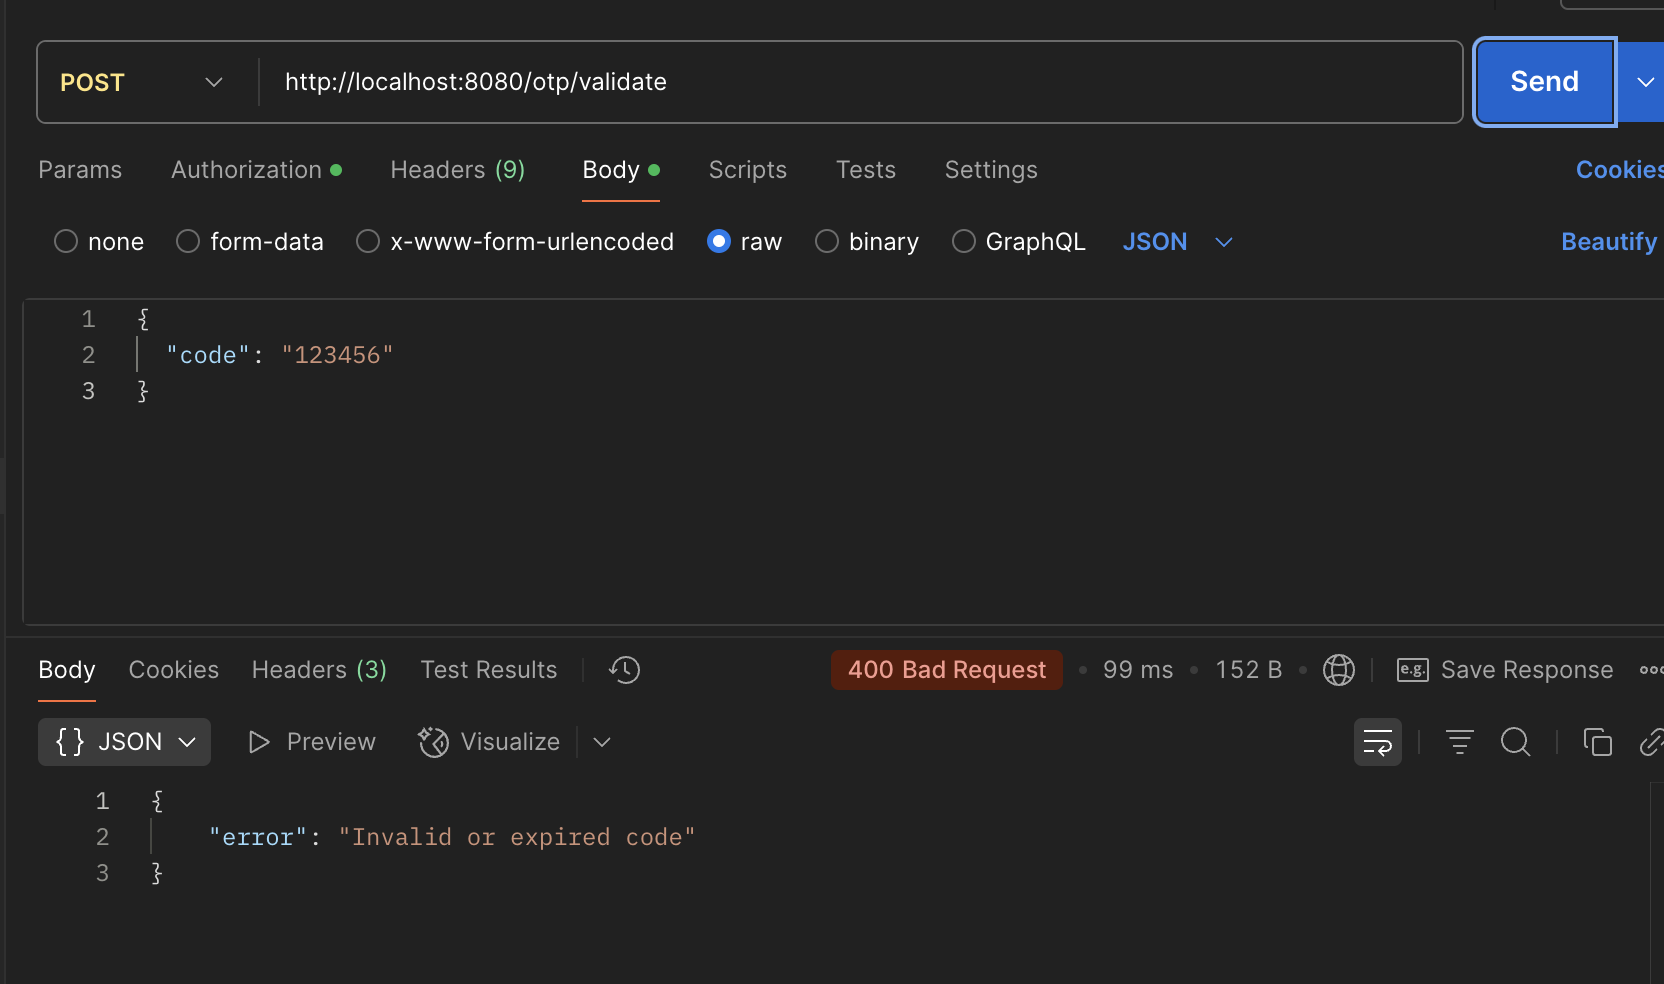 POST http://localhost:8080/otp/validate Send
Params Authorization Headers (9) Body Scripts Tests Settings Cookies
none form-data x-www-form-urlencoded raw binary GraphQL JSON Beautify
1 {
2 "code": "123456"
3 }
Body Cookies Headers (3) Test Results 400 Bad Request • 99 ms • 152 B • e.g. Save Response
{} JSON Preview Visualize
1 {
2 "error": "Invalid or expired code"
3 }